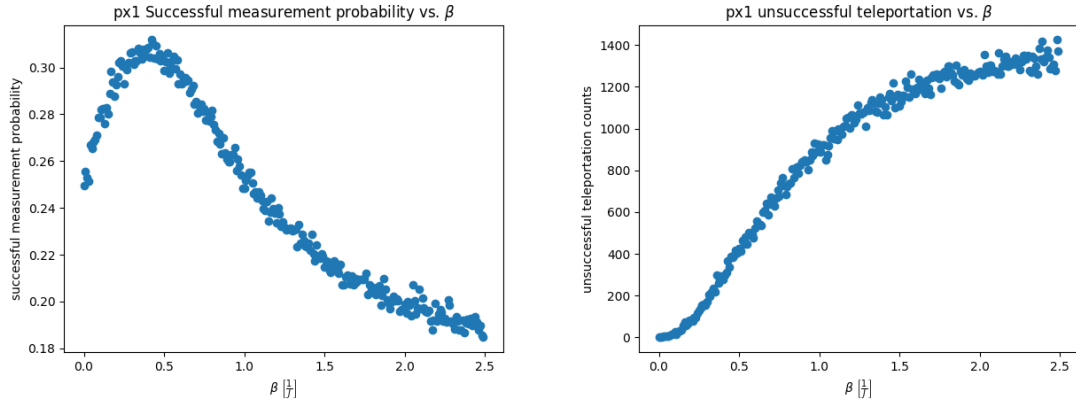 px1 Successful measurement probability vs. β
successful measurement probability
0.30
0.28
0.26
0.24
0.22
0.20
0.18
0.0 0.5 1.0 1.5 2.0 2.5
β [1/J]
px1 unsuccessful teleportation vs. β
unsuccessful teleportation counts
1400
1200
1000
800
600
400
200
0
0.0 0.5 1.0 1.5 2.0 2.5
β [1/J]